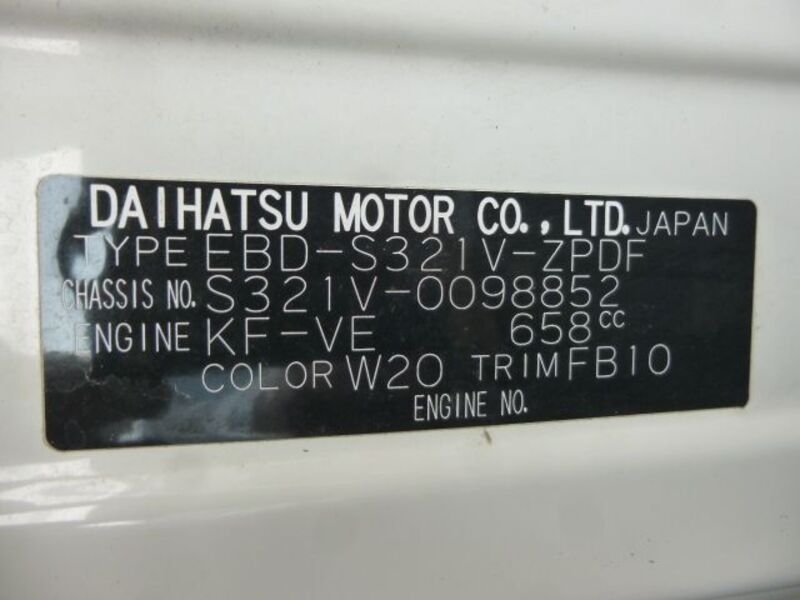 DAIHATSU MOTOR CO., LTD. JAPAN
TYPE EBD-S321V-ZPDF
CHASSIS NO. S321V-0098852
ENGINE KF-VE 658CC
COLOR W20 TRIM FB10
ENGINE NO.